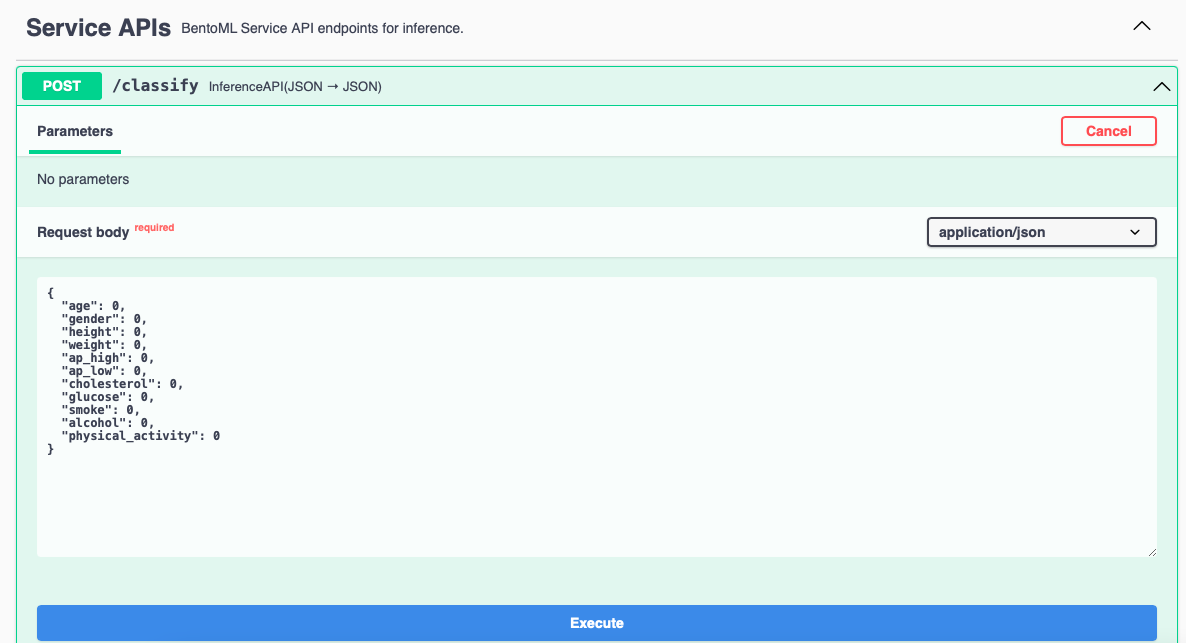 Service APIs BentoML Service API endpoints for inference.
POST /classify InferenceAPI(JSON → JSON)
Parameters Cancel
No parameters
Request body required application/json
{
  "age": 0,
  "gender": 0,
  "height": 0,
  "weight": 0,
  "ap_high": 0,
  "ap_low": 0,
  "cholesterol": 0,
  "glucose": 0,
  "smoke": 0,
  "alcohol": 0,
  "physical_activity": 0
}
Execute